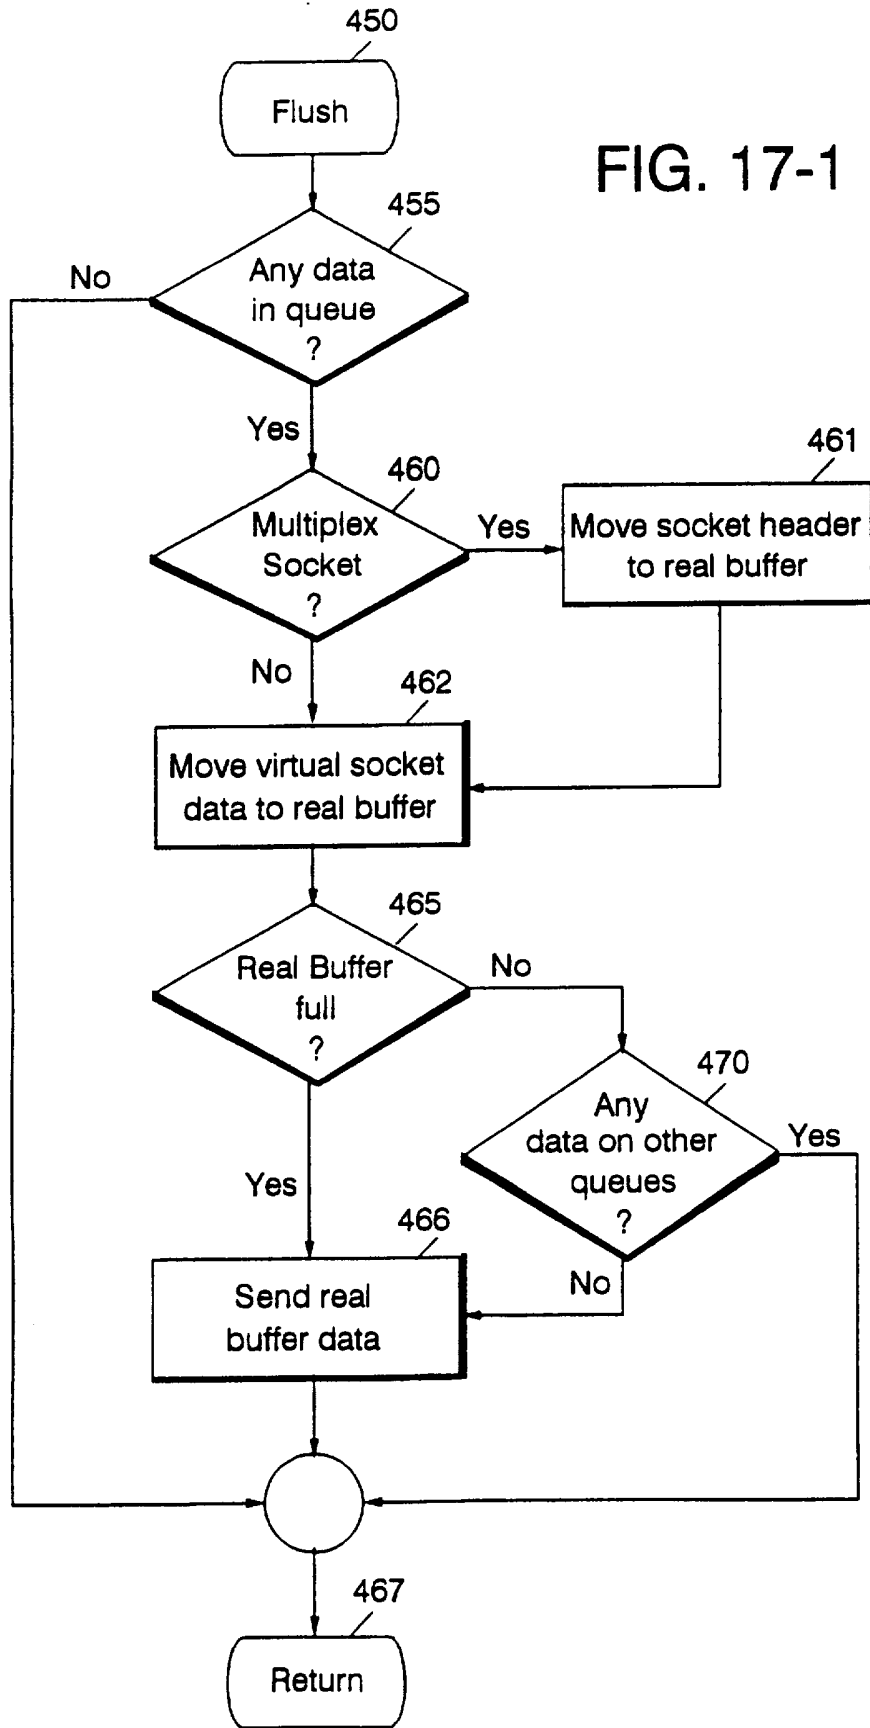 450
Flush
FIG. 17-1
455
No
Any data
in queue
?
Yes
460
461
Multiplex
Socket
?
Yes
Move socket header
to real buffer
No
462
Move virtual socket
data to real buffer
465
Real Buffer
full
?
No
470
Any
data on other
queues
?
Yes
Yes
466
No
Send real
buffer data
467
Return